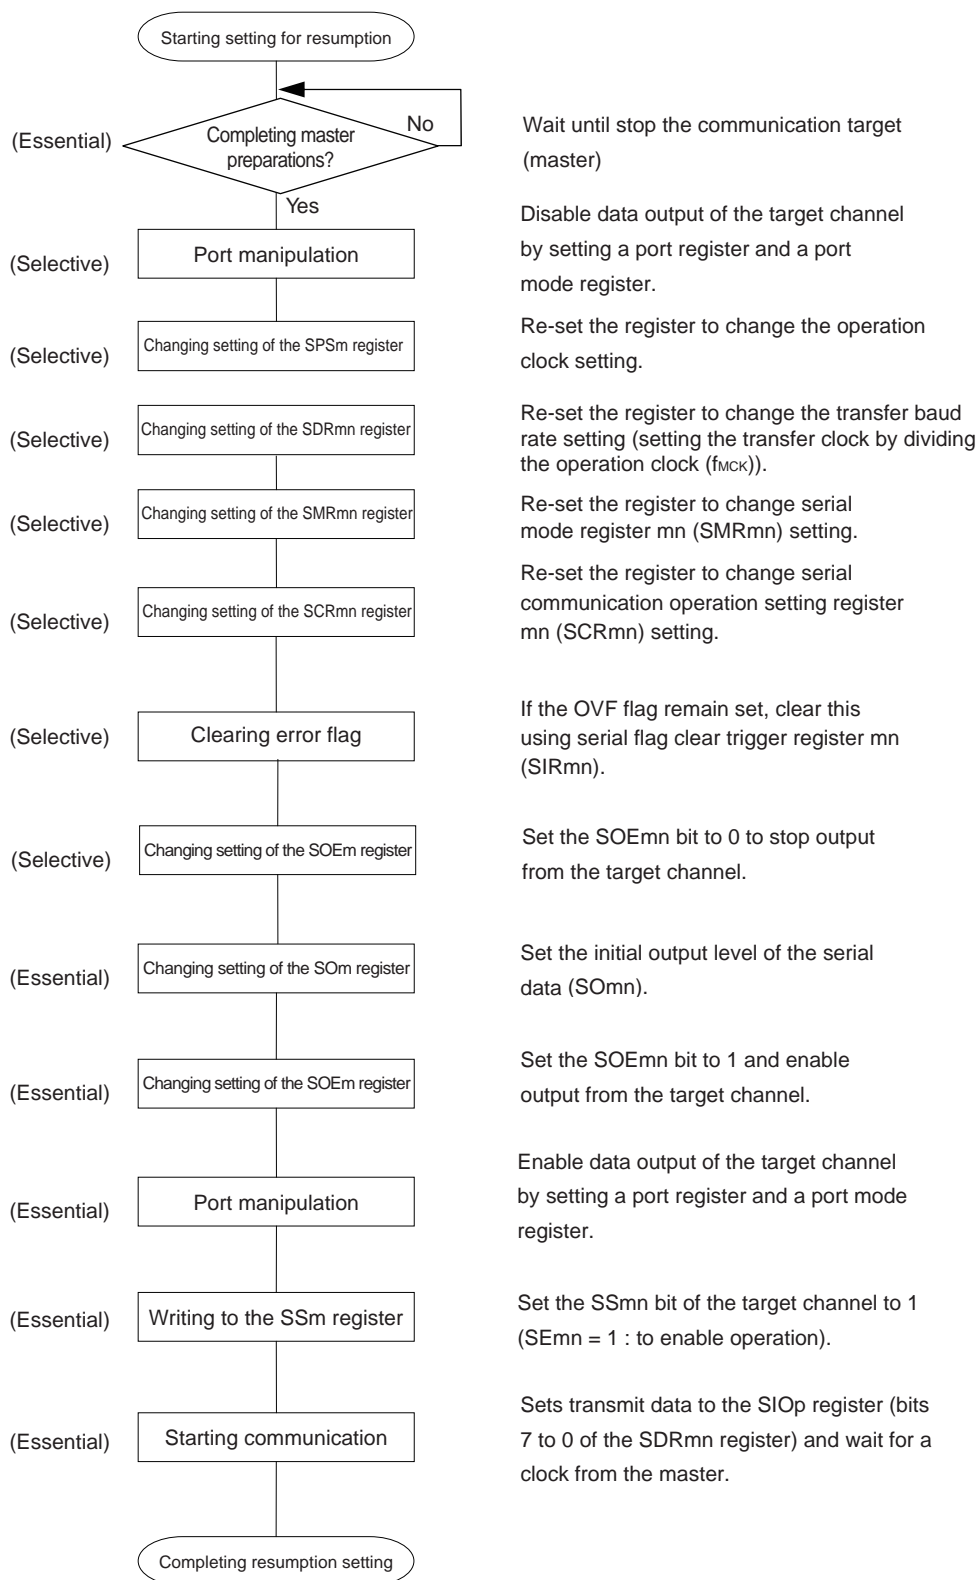 Starting setting for resumption
(Essential)
Completing master
preparations?
No
Wait until stop the communication target
(master)
Yes
(Selective)
Port manipulation
Disable data output of the target channel
by setting a port register and a port
mode register.
(Selective)
Changing setting of the SPSm register
Re-set the register to change the operation
clock setting.
(Selective)
Changing setting of the SDRmn register
Re-set the register to change the transfer baud
rate setting (setting the transfer clock by dividing
the operation clock (fMCK)).
(Selective)
Changing setting of the SMRmn register
Re-set the register to change serial
mode register mn (SMRmn) setting.
(Selective)
Changing setting of the SCRmn register
Re-set the register to change serial
communication operation setting register
mn (SCRmn) setting.
(Selective)
Clearing error flag
If the OVF flag remain set, clear this
using serial flag clear trigger register mn
(SIRmn).
(Selective)
Changing setting of the SOEm register
Set the SOEmn bit to 0 to stop output
from the target channel.
(Essential)
Changing setting of the SOm register
Set the initial output level of the serial
data (SOmn).
(Essential)
Changing setting of the SOEm register
Set the SOEmn bit to 1 and enable
output from the target channel.
(Essential)
Port manipulation
Enable data output of the target channel
by setting a port register and a port mode
register.
(Essential)
Writing to the SSm register
Set the SSmn bit of the target channel to 1
(SEmn = 1 : to enable operation).
(Essential)
Starting communication
Sets transmit data to the SIOp register (bits
7 to 0 of the SDRmn register) and wait for a
clock from the master.
Completing resumption setting